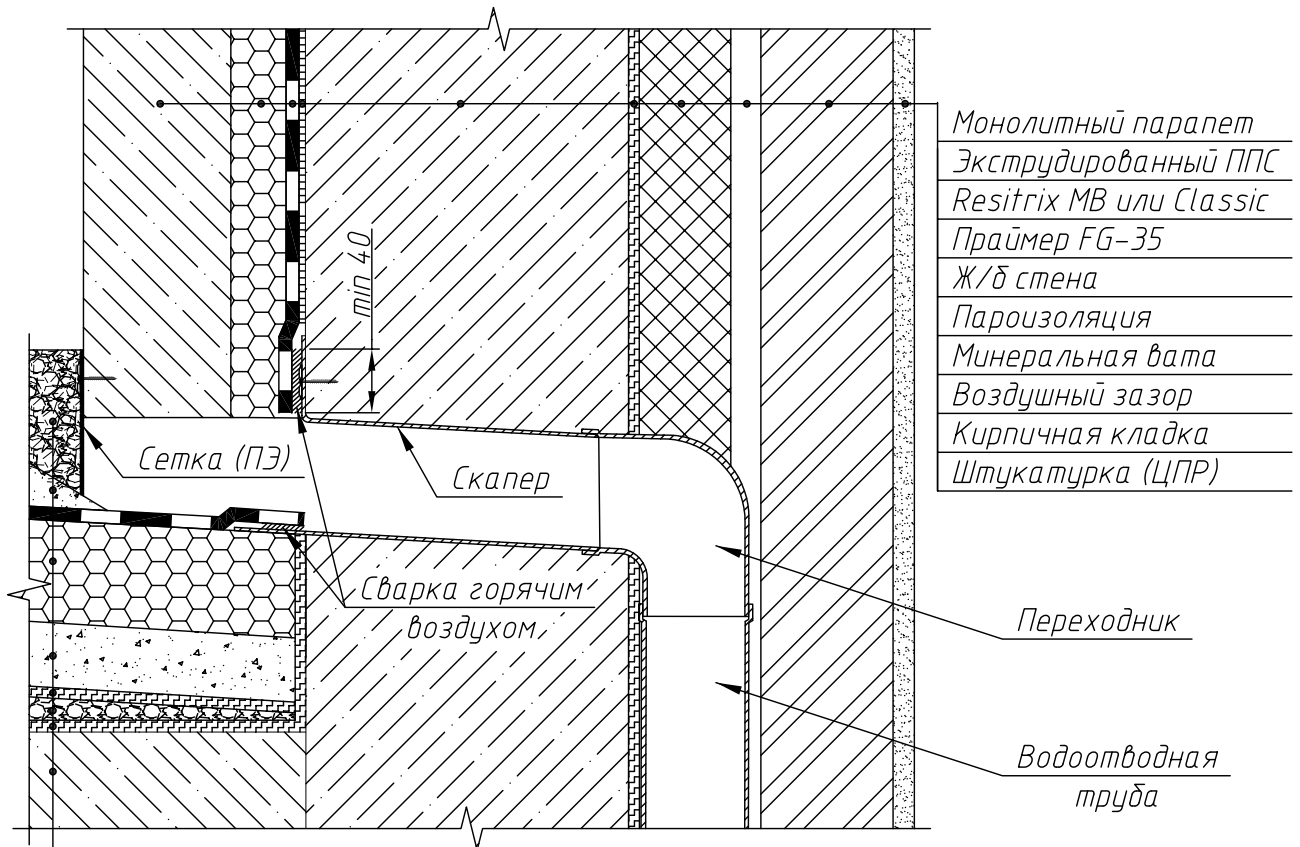 Монолитный парапет
Экструдированный ППС
Resitrix МВ или Classic
Праймер FG-35
Ж/б стена
Пароизоляция
Минеральная вата
Воздушный зазор
Кирпичная кладка
Штукатурка (ЦПР)
min 40
Сетка (ПЭ)
Скапер
Сварка горячим
воздухом
Переходник
Водоотводная
труба